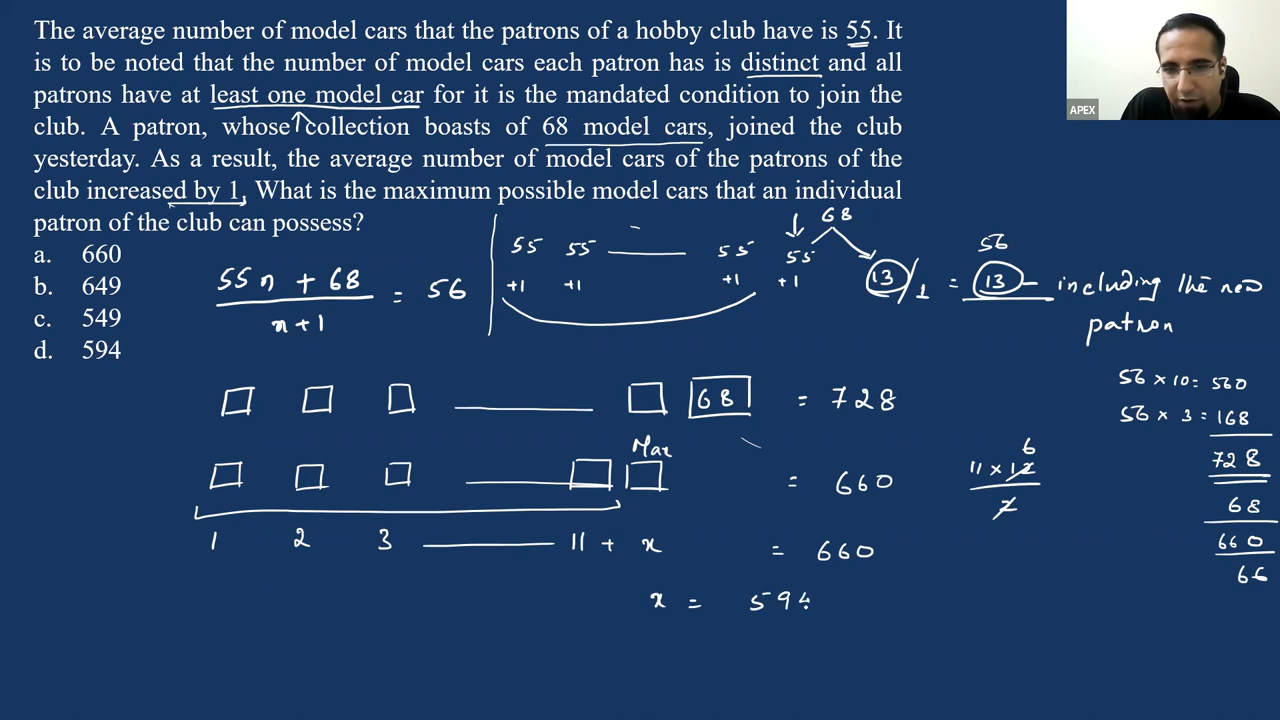 The average number of model cars that the patrons of a hobby club have is 55. It
is to be noted that the number of model cars each patron has is distinct and all
patrons have at least one model car for it is the mandated condition to join the
club. A patron, whose collection boasts of 68 model cars, joined the club
yesterday. As a result, the average number of model cars of the patrons of the
club increased by 1. What is the maximum possible model cars that an individual
patron of the club can possess?
a. 660
b. 649
c. 549
d. 594
APEX
55n + 68 / n+1 = 56
68
55 55 55 55
+1 +1 +1 +1
13/1 = 13 - including the new
patron
56
56 × 10 = 560
56 × 3 = 168
728
68
660
66
68 = 728
Max
= 660
11 × 12 / 2
6
1 2 3 11 + x = 660
x = 594